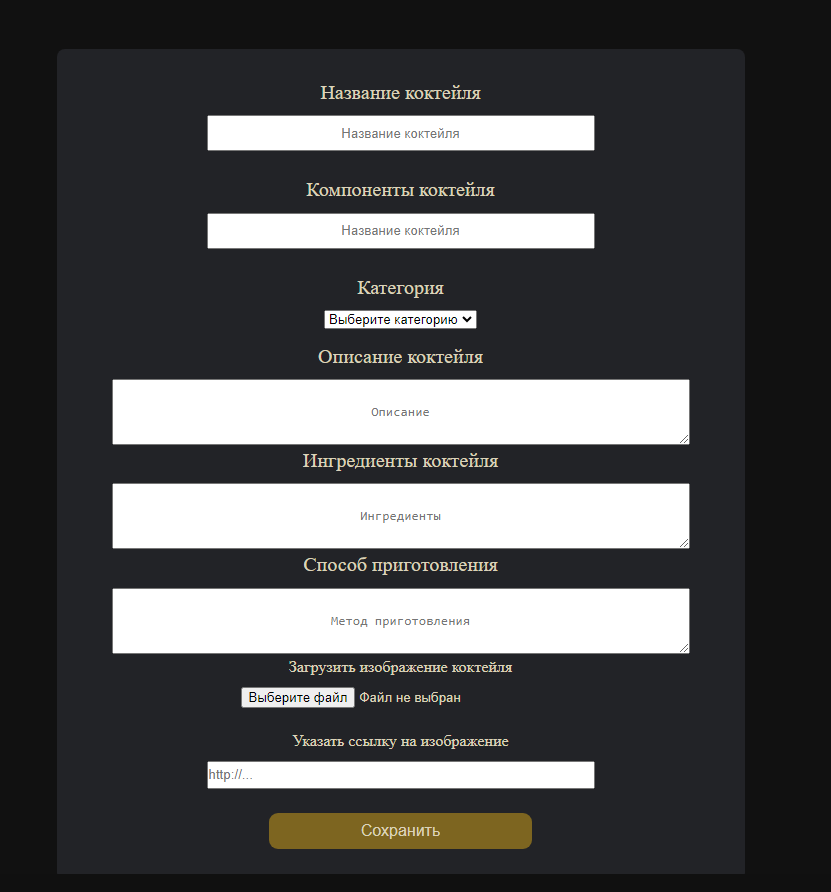 Название коктейля
Название коктейля
Компоненты коктейля
Название коктейля
Категория
Выберите категорию
Описание коктейля
Описание
Ингредиенты коктейля
Ингредиенты
Способ приготовления
Метод приготовления
Загрузить изображение коктейля
Выберите файл Файл не выбран
Указать ссылку на изображение
http://...
Сохранить